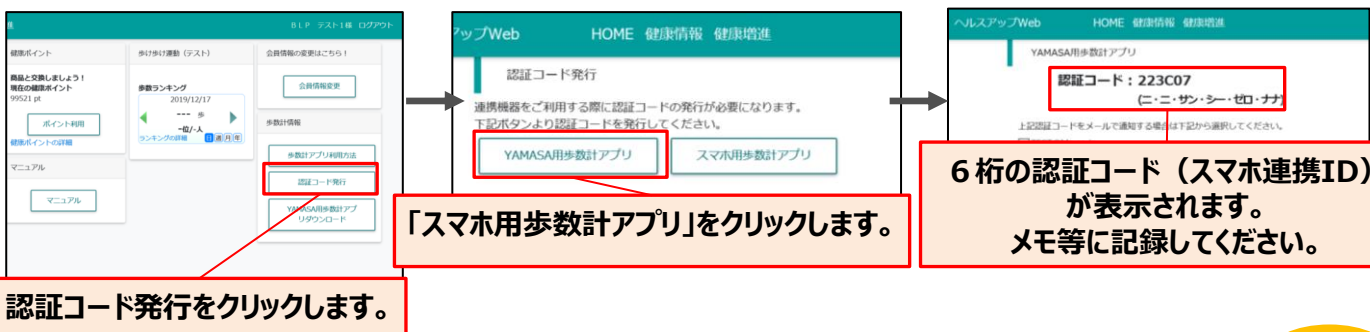 進
BLP テスト1様 ログアウト
健康ポイント
商品と交換しましょう!
現在の健康ポイント
99521 pt
ポイント利用
健康ポイントの詳細
マニュアル
マニュアル
歩け歩け運動(テスト)
歩数ランキング
2019/12/17
--- 歩
-位/-人
ランキングの詳細 日 週 月 年
会員情報の変更はこちら!
会員情報変更
歩数計情報
歩数計アプリ利用方法
認証コード発行
YAMASA用歩数計アプ
リダウンロード
認証コード発行をクリックします。
アップWeb HOME 健康情報 健康増進
認証コード発行
連携機器をご利用する際に認証コードの発行が必要になります。
下記ボタンより認証コードを発行してください。
YAMASA用歩数計アプリ スマホ用歩数計アプリ
「スマホ用歩数計アプリ」をクリックします。
ヘルスアップWeb HOME 健康情報 健康増進
YAMASA用歩数計アプリ
認証コード:223C07
(ニ・ニ・サン・シー・ゼロ・ナナ)
上記認証コードをメールで通知する場合は下記から選択してください。
6桁の認証コード(スマホ連携ID)
が表示されます。
メモ等に記録してください。